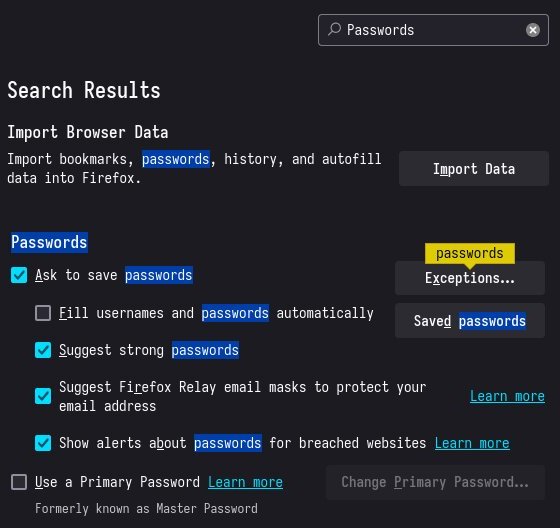 Passwords
Search Results
Import Browser Data
Import bookmarks, passwords, history, and autofill
data into Firefox.
Import Data
Passwords
passwords
Ask to save passwords
Exceptions...
Fill usernames and passwords automatically
Saved passwords
Suggest strong passwords
Suggest Firefox Relay email masks to protect your
email address
Learn more
Show alerts about passwords for breached websites Learn more
Use a Primary Password Learn more
Change Primary Password...
Formerly known as Master Password